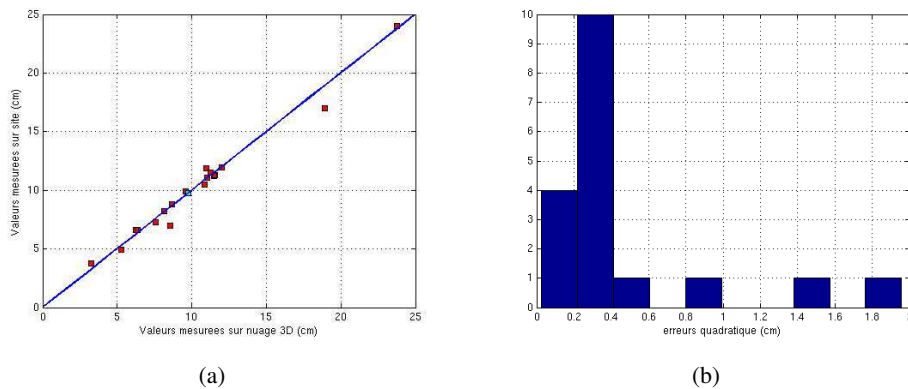 25
20
15
10
5
0
Valeurs mesurees sur site (cm)
0 5 10 15 20 25
Valeurs mesurees sur nuage 3D (cm)
(a)
10
9
8
7
6
5
4
3
2
1
0
0 0.2 0.4 0.6 0.8 1 1.2 1.4 1.6 1.8 2
erreurs quadratique (cm)
(b)